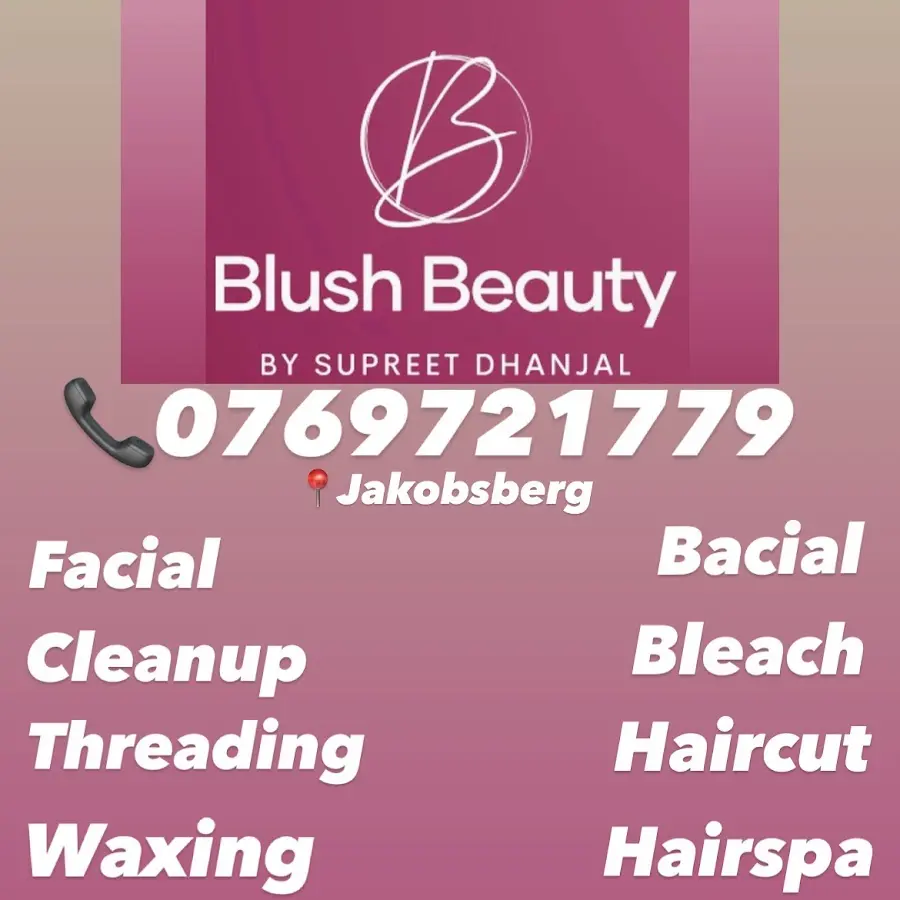 B
Blush Beauty
BY SUPREET DHANJAL
0769721779
Jakobsberg
Facial
Bacial
Cleanup
Bleach
Threading
Haircut
Waxing
Hairspa